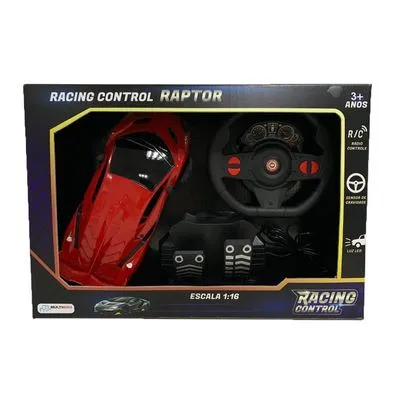 RACING CONTROL RAPTOR
3+
ANOS
R/C
RADIO
CONTROLE
SENSOR DE
GRAVIDADE
LUZ LED
ESCALA 1:16
RACING
CONTROL